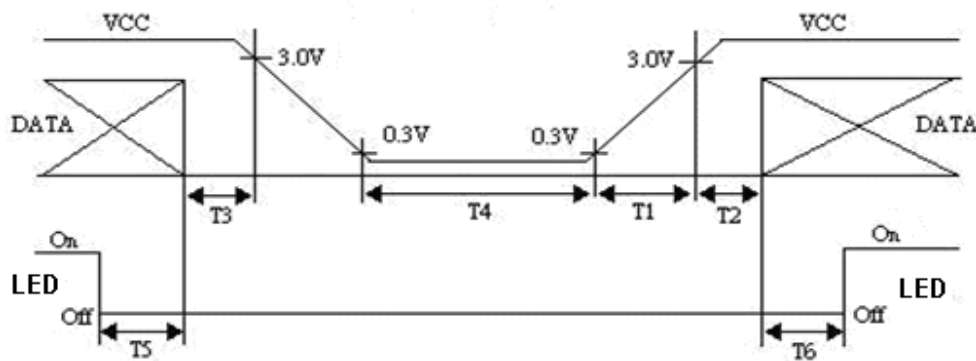 VCC VCC
3.0V 3.0V
DATA 0.3V 0.3V DATA
T3 T4 T1 T2
On On
LED LED
Off Off
T5 T6